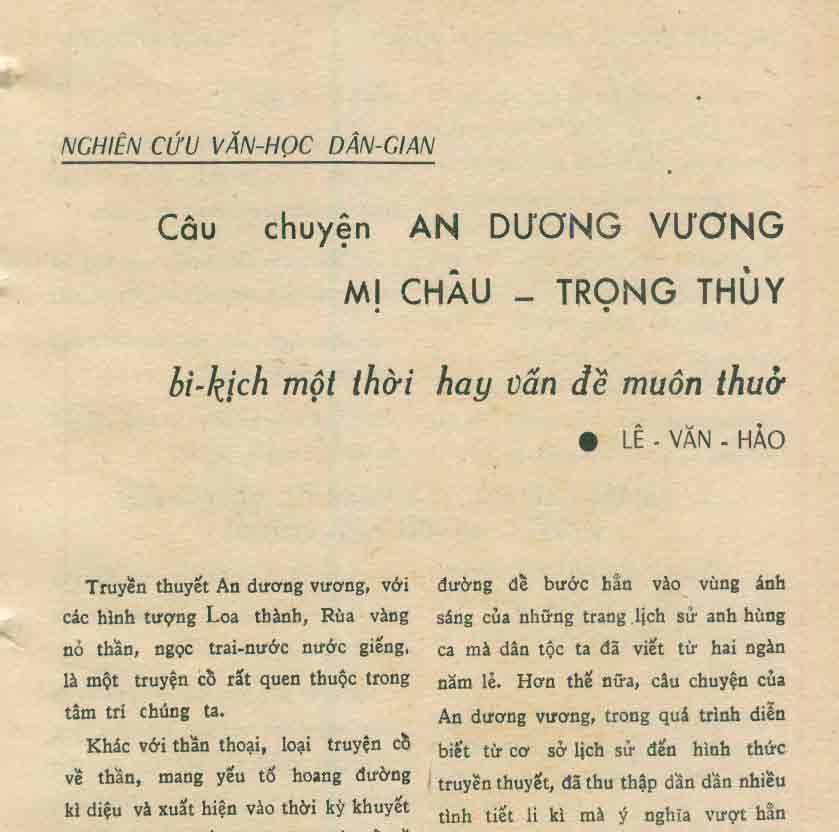 NGHIÊN CỨU VĂN-HỌC DÂN-GIAN
Câu chuyện AN DƯƠNG VƯƠNG
MỊ CHÂU – TRỌNG THÙY
bi-kịch một thời hay vấn đề muôn thuở
● LÊ - VĂN - HẢO
Truyền thuyết An dương vương, với
các hình tượng Loa thành, Rùa vàng
nỏ thần, ngọc trai-nước nước giếng,
là một truyện cổ rất quen thuộc trong
tâm trí chúng ta.
Khác với thần thoại, loại truyện cổ
về thần, mang yếu tố hoang đường
kì diệu và xuất hiện vào thời kỳ khuyết
đường để bước hẳn vào vùng ánh
sáng của những trang lịch sử anh hùng
ca mà dân tộc ta đã viết từ hai ngàn
năm lẻ. Hơn thế nữa, câu chuyện của
An dương vương, trong quá trình diễn
biết từ cơ sở lịch sử đến hình thức
truyền thuyết, đã thu thập dần dần nhiều
tình tiết li kì mà ý nghĩa vượt hẳn